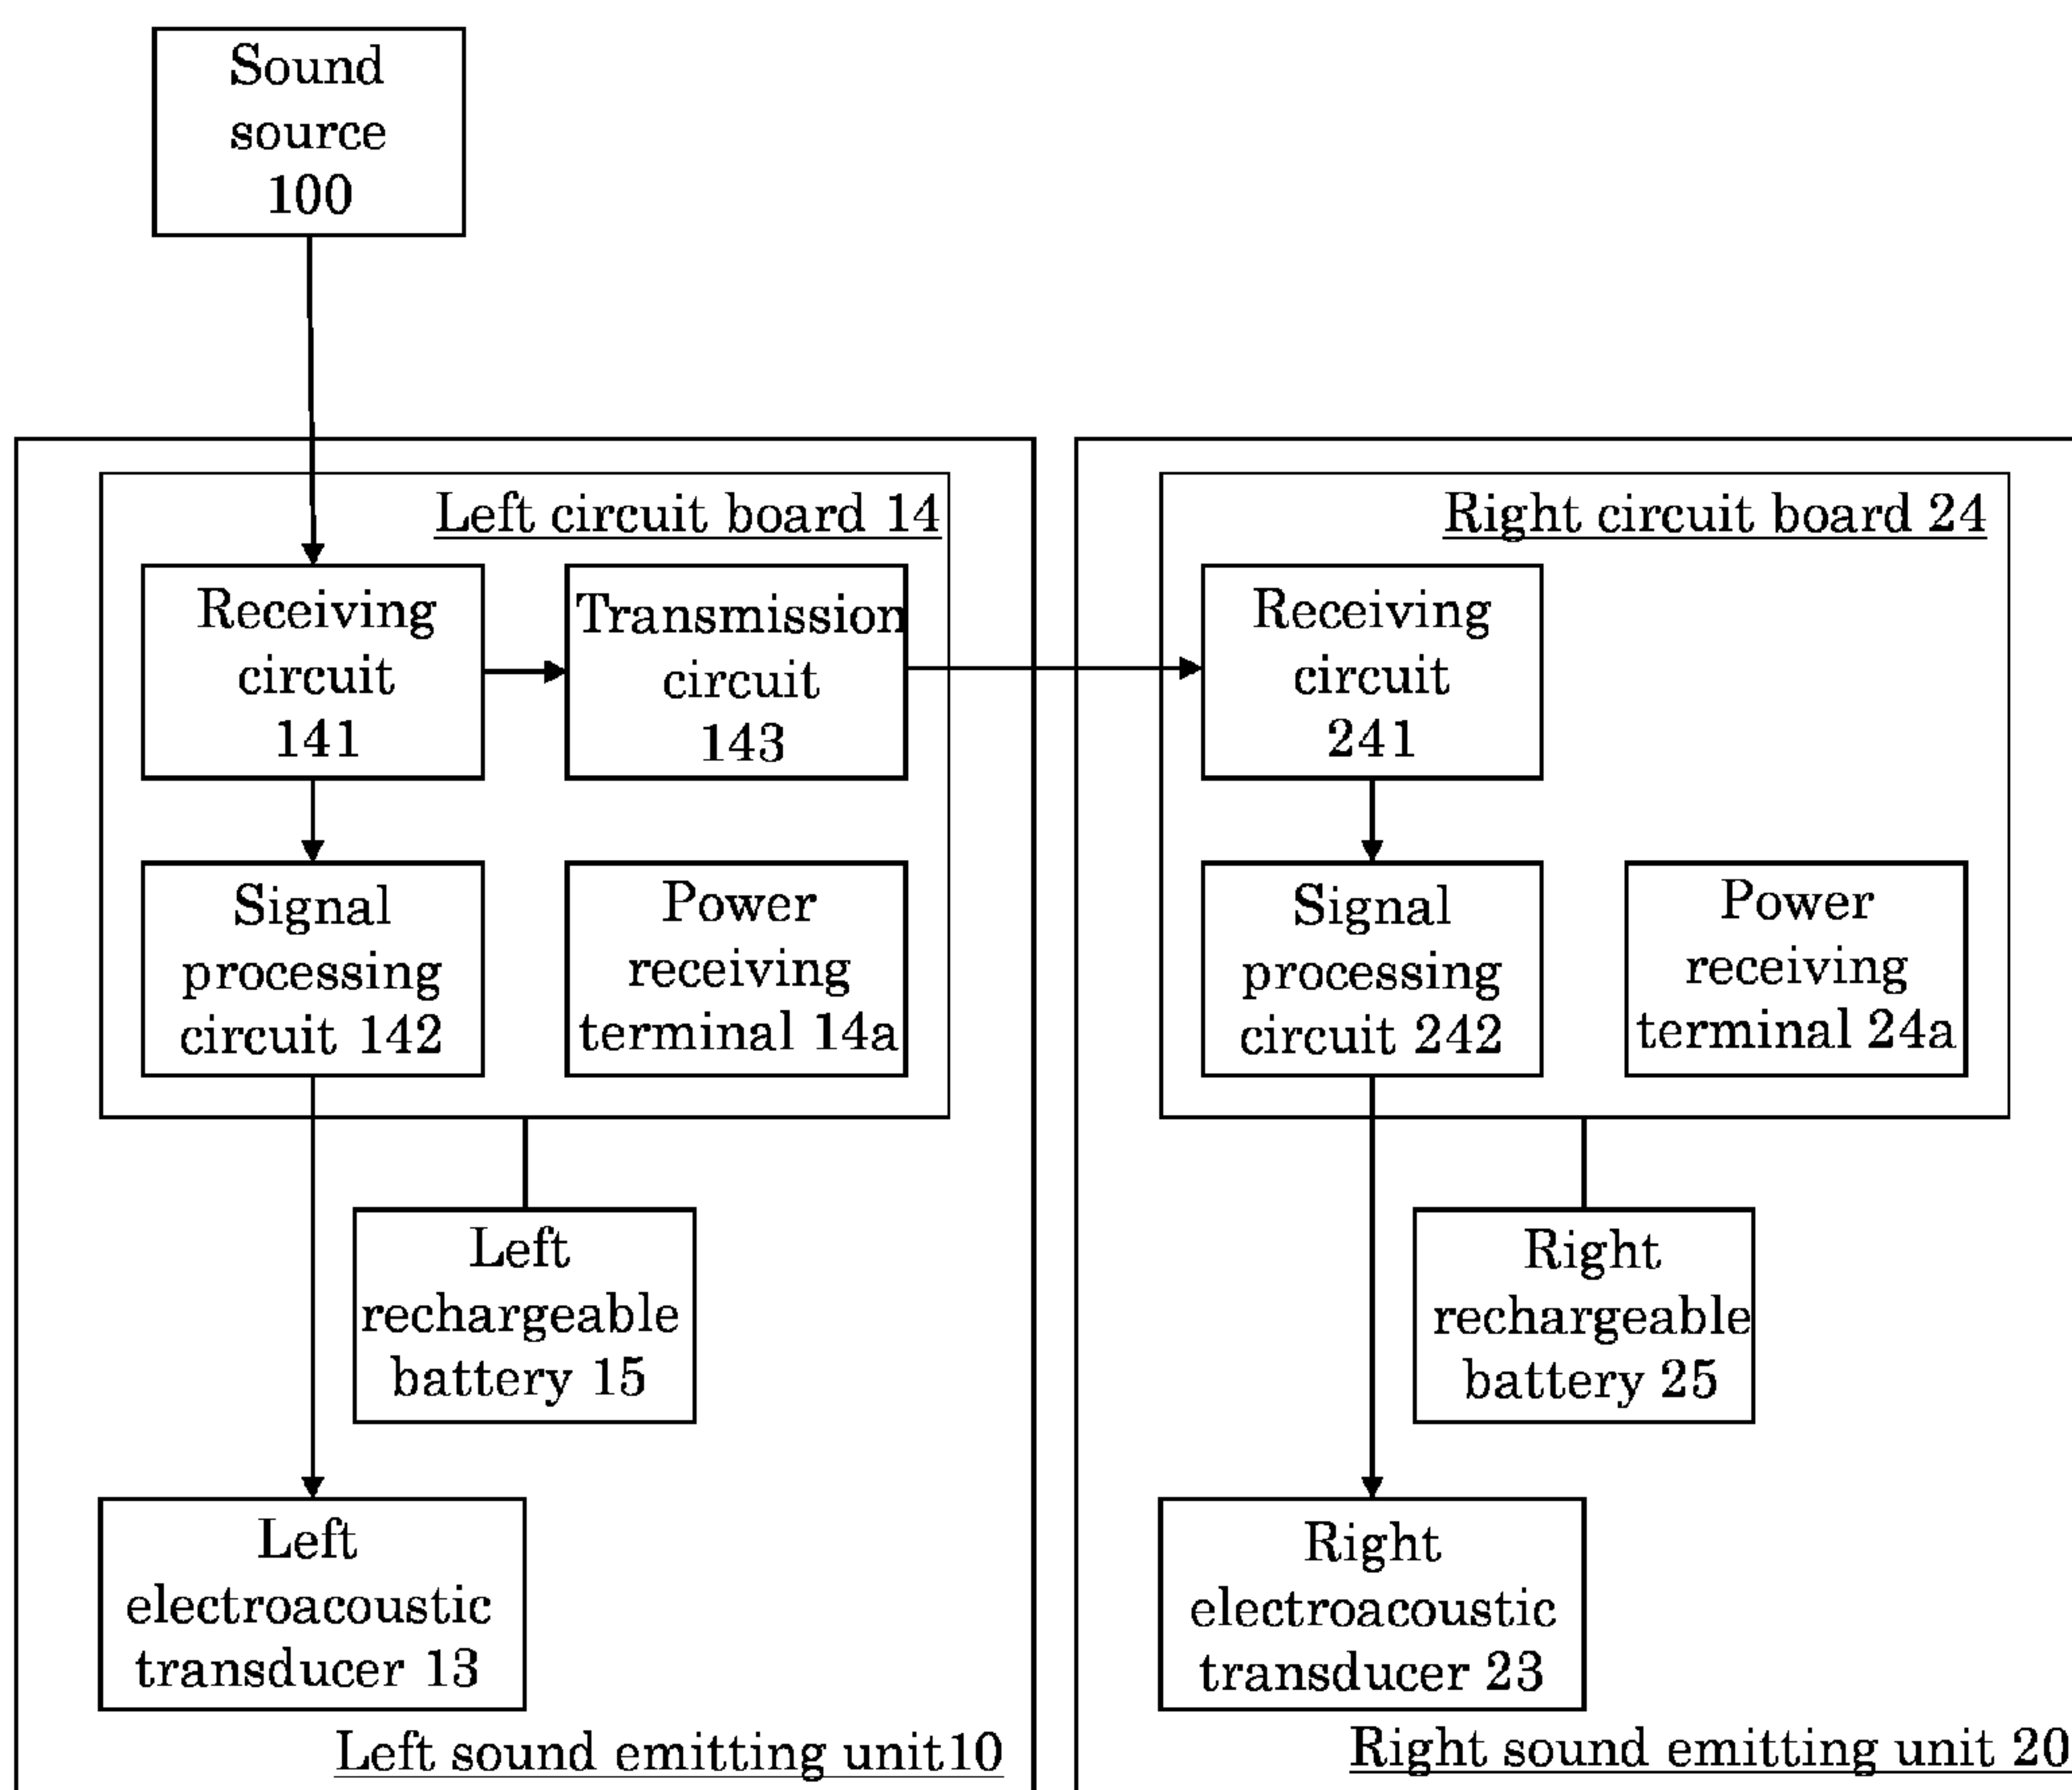 Sound
source
100
Left circuit board 14
Receiving
circuit
141
Transmission
circuit
143
Signal
processing
circuit 142
Power
receiving
terminal 14a
Left
rechargeable
battery 15
Left
electroacoustic
transducer 13
Left sound emitting unit10
Right circuit board 24
Receiving
circuit
241
Signal
processing
circuit 242
Power
receiving
terminal 24a
Right
rechargeable
battery 25
Right
electroacoustic
transducer 23
Right sound emitting unit 20